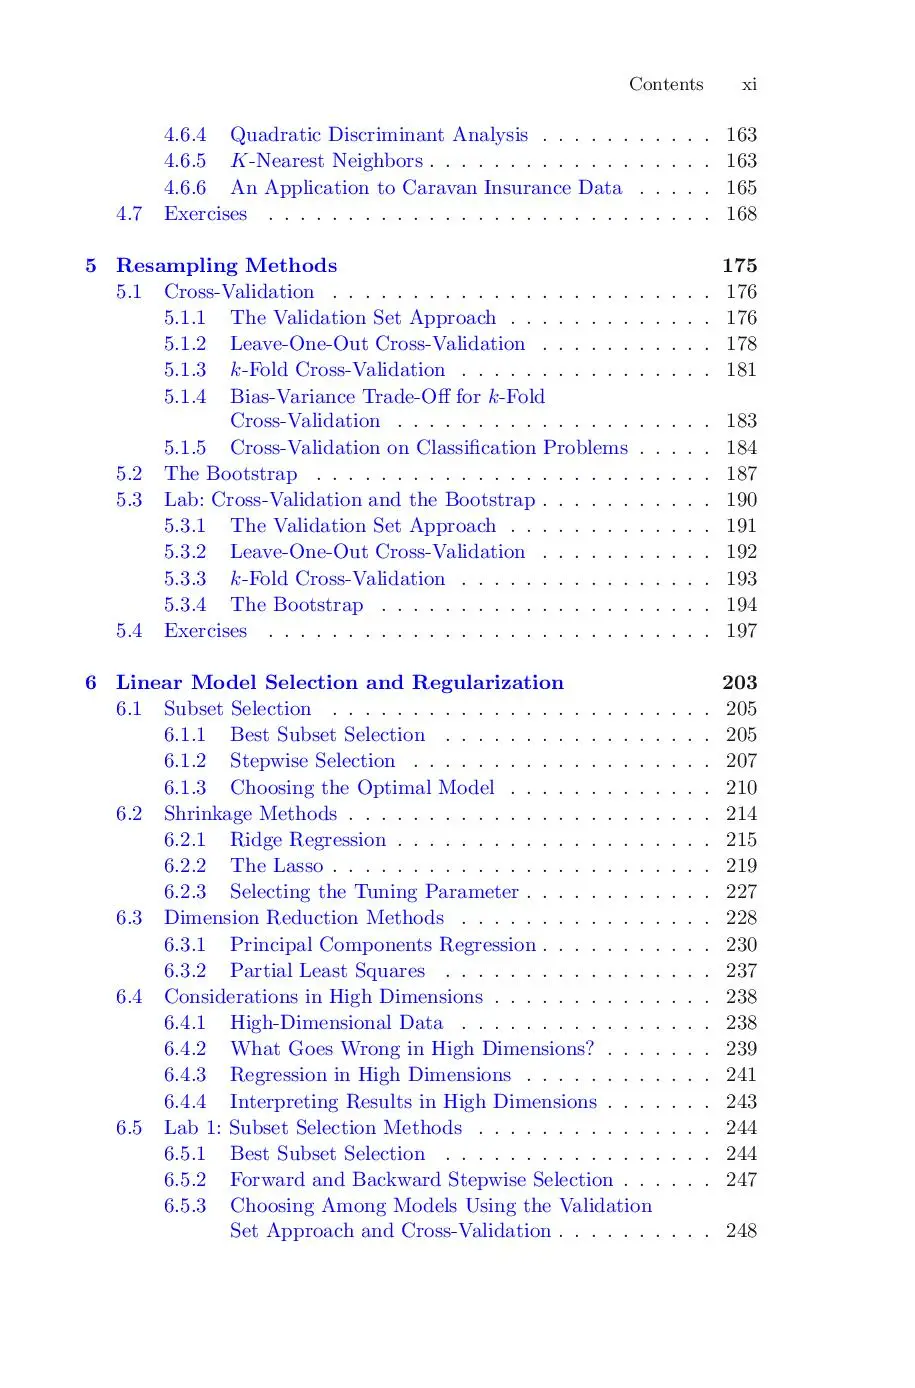 Contents xi
4.6.4 Quadratic Discriminant Analysis . . . . . . . . . . . 163
4.6.5 K-Nearest Neighbors . . . . . . . . . . . . . . . . . . 163
4.6.6 An Application to Caravan Insurance Data . . . . . 165
4.7 Exercises . . . . . . . . . . . . . . . . . . . . . . . . . . . . 168
5 Resampling Methods 175
5.1 Cross-Validation . . . . . . . . . . . . . . . . . . . . . . . . 176
5.1.1 The Validation Set Approach . . . . . . . . . . . . . 176
5.1.2 Leave-One-Out Cross-Validation . . . . . . . . . . . 178
5.1.3 k-Fold Cross-Validation . . . . . . . . . . . . . . . . 181
5.1.4 Bias-Variance Trade-Off for k-Fold
Cross-Validation . . . . . . . . . . . . . . . . . . . . 183
5.1.5 Cross-Validation on Classification Problems . . . . . 184
5.2 The Bootstrap . . . . . . . . . . . . . . . . . . . . . . . . . 187
5.3 Lab: Cross-Validation and the Bootstrap . . . . . . . . . . . 190
5.3.1 The Validation Set Approach . . . . . . . . . . . . . 191
5.3.2 Leave-One-Out Cross-Validation . . . . . . . . . . . 192
5.3.3 k-Fold Cross-Validation . . . . . . . . . . . . . . . . 193
5.3.4 The Bootstrap . . . . . . . . . . . . . . . . . . . . . 194
5.4 Exercises . . . . . . . . . . . . . . . . . . . . . . . . . . . . 197
6 Linear Model Selection and Regularization 203
6.1 Subset Selection . . . . . . . . . . . . . . . . . . . . . . . . 205
6.1.1 Best Subset Selection . . . . . . . . . . . . . . . . . 205
6.1.2 Stepwise Selection . . . . . . . . . . . . . . . . . . . 207
6.1.3 Choosing the Optimal Model . . . . . . . . . . . . . 210
6.2 Shrinkage Methods . . . . . . . . . . . . . . . . . . . . . . . 214
6.2.1 Ridge Regression . . . . . . . . . . . . . . . . . . . . 215
6.2.2 The Lasso . . . . . . . . . . . . . . . . . . . . . . . . 219
6.2.3 Selecting the Tuning Parameter . . . . . . . . . . . . 227
6.3 Dimension Reduction Methods . . . . . . . . . . . . . . . . 228
6.3.1 Principal Components Regression . . . . . . . . . . . 230
6.3.2 Partial Least Squares . . . . . . . . . . . . . . . . . 237
6.4 Considerations in High Dimensions . . . . . . . . . . . . . . 238
6.4.1 High-Dimensional Data . . . . . . . . . . . . . . . . 238
6.4.2 What Goes Wrong in High Dimensions? . . . . . . . 239
6.4.3 Regression in High Dimensions . . . . . . . . . . . . 241
6.4.4 Interpreting Results in High Dimensions . . . . . . . 243
6.5 Lab 1: Subset Selection Methods . . . . . . . . . . . . . . . 244
6.5.1 Best Subset Selection . . . . . . . . . . . . . . . . . 244
6.5.2 Forward and Backward Stepwise Selection . . . . . . 247
6.5.3 Choosing Among Models Using the Validation
Set Approach and Cross-Validation . . . . . . . . . . 248